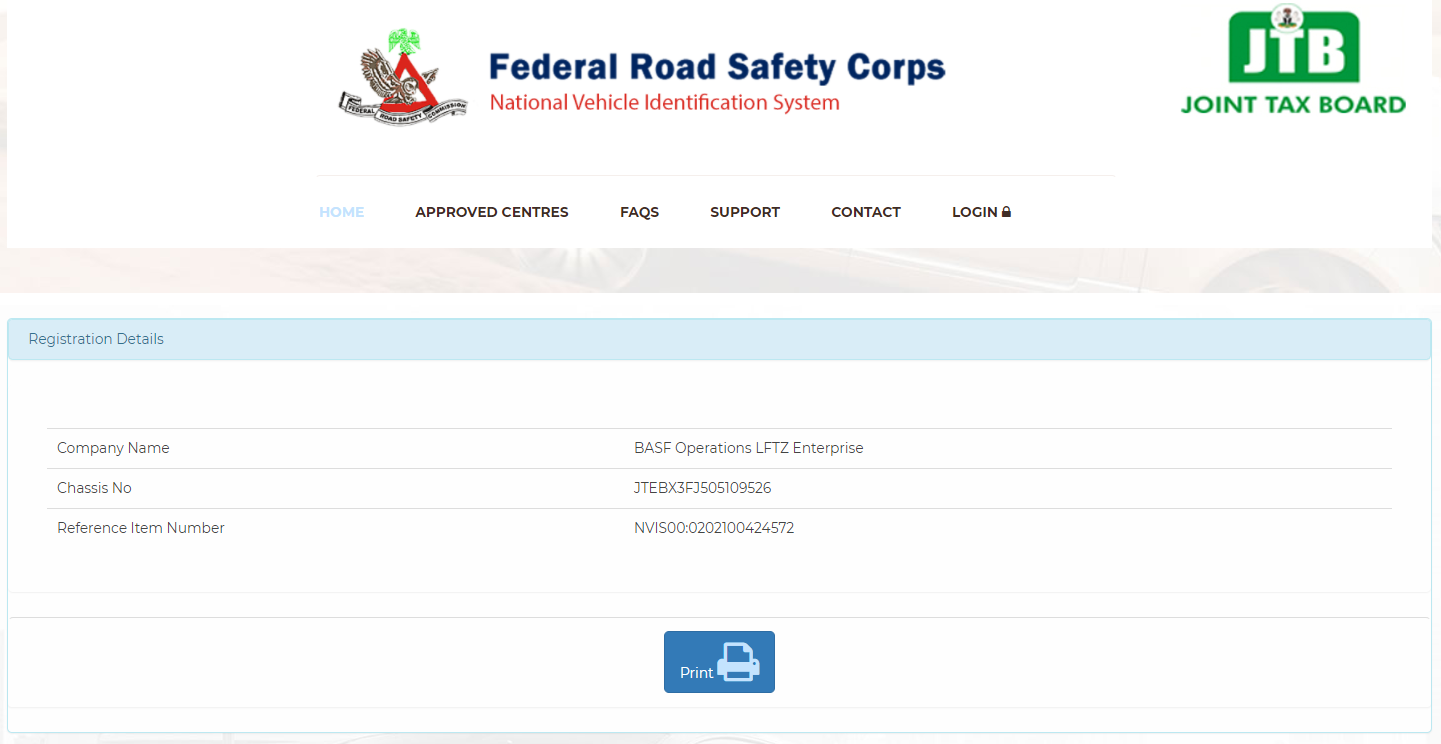 FEDERAL ROAD SAFETY COMMISSION
Federal Road Safety Corps
National Vehicle Identification System
JTB
JOINT TAX BOARD
HOME APPROVED CENTRES FAQS SUPPORT CONTACT LOGIN
Registration Details
Company Name BASF Operations LFTZ Enterprise
Chassis No JTEBX3FJ505109526
Reference Item Number NVIS00:0202100424572
Print